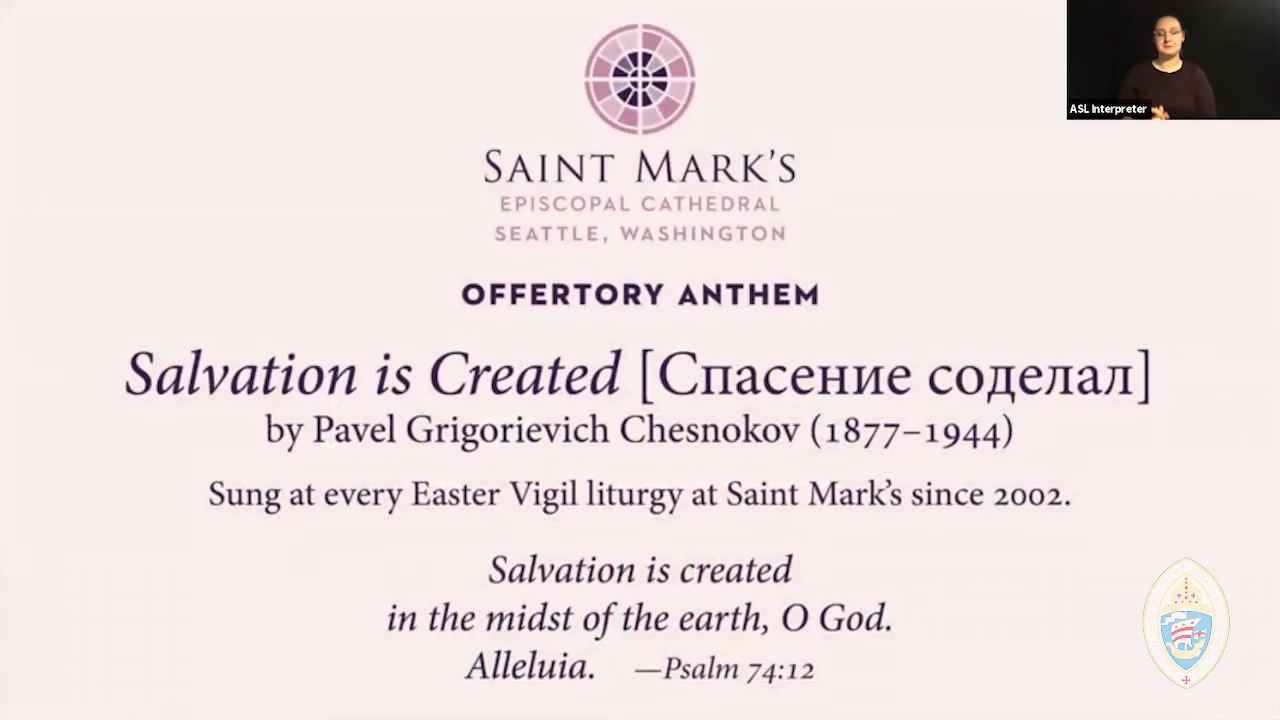 SAINT MARK'S
EPISCOPAL CATHEDRAL
SEATTLE, WASHINGTON
ASL Interpreter
OFFERTORY ANTHEM
Salvation is Created [Спасение соделал]
by Pavel Grigorievich Chesnokov (1877–1944)
Sung at every Easter Vigil liturgy at Saint Mark's since 2002.
Salvation is created
in the midst of the earth, O God.
Alleluia. —Psalm 74:12